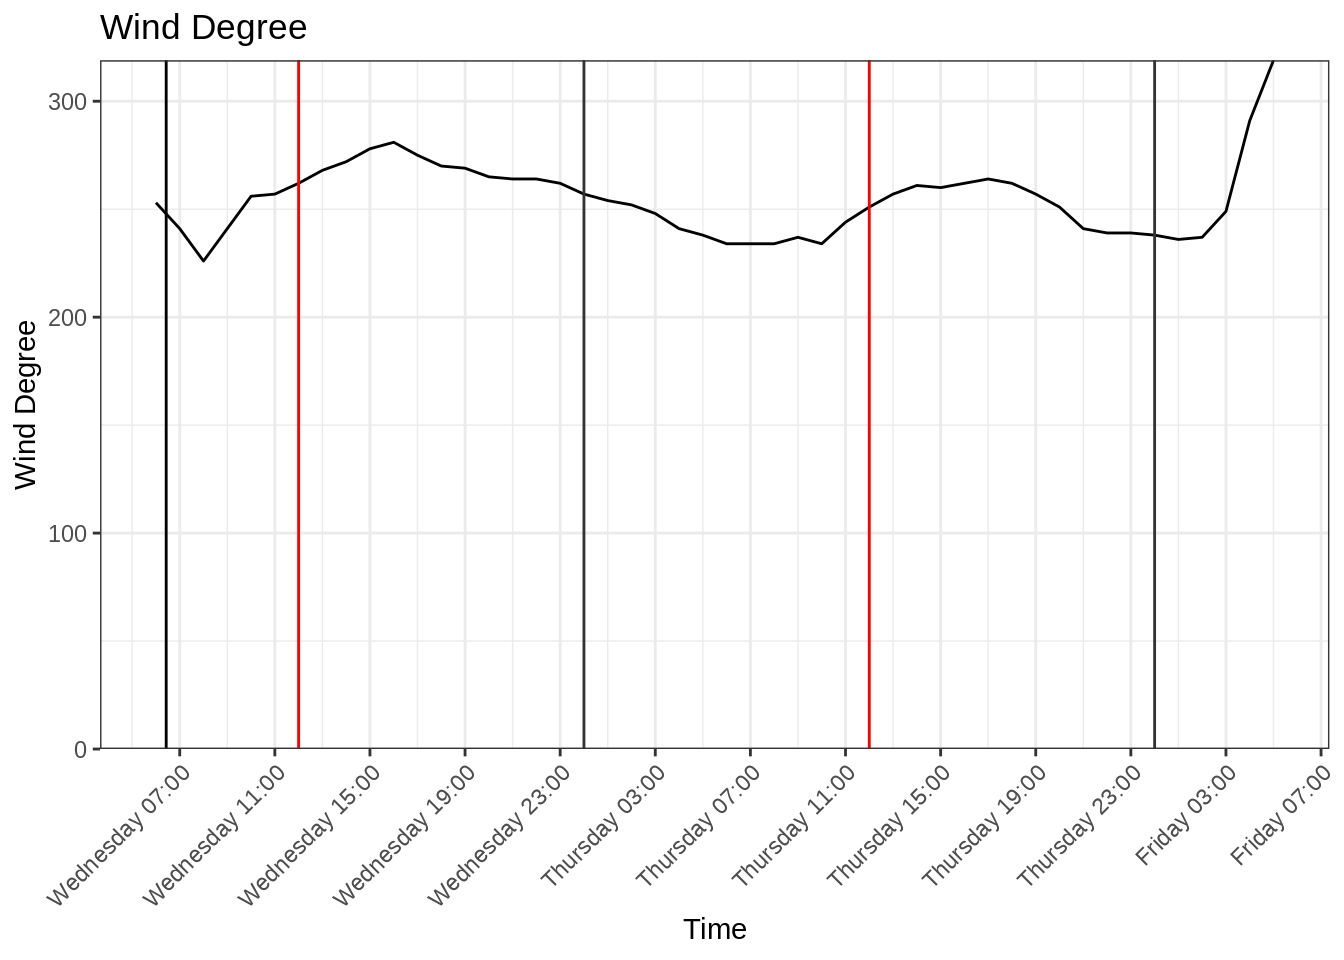 Wind Degree
Wind Degree
300
200
100
0
Wednesday 07:00
Wednesday 11:00
Wednesday 15:00
Wednesday 19:00
Wednesday 23:00
Thursday 03:00
Thursday 07:00
Thursday 11:00
Thursday 15:00
Thursday 19:00
Thursday 23:00
Friday 03:00
Friday 07:00
Time